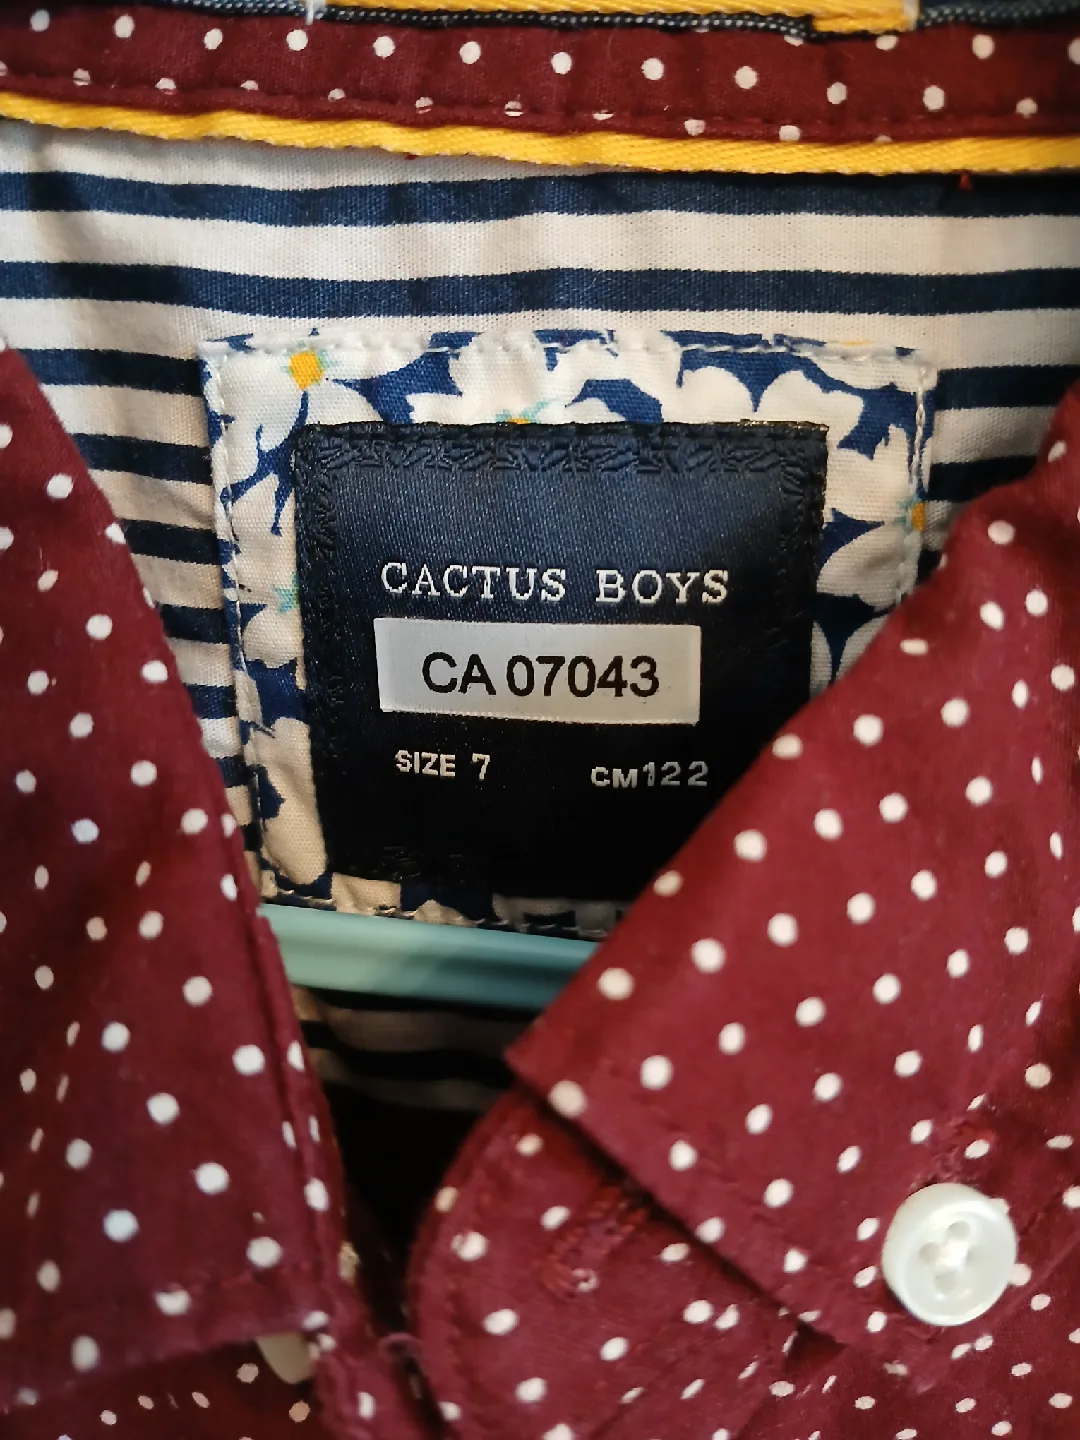 CACTUS BOYS
CA 07043
SIZE 7 CM122